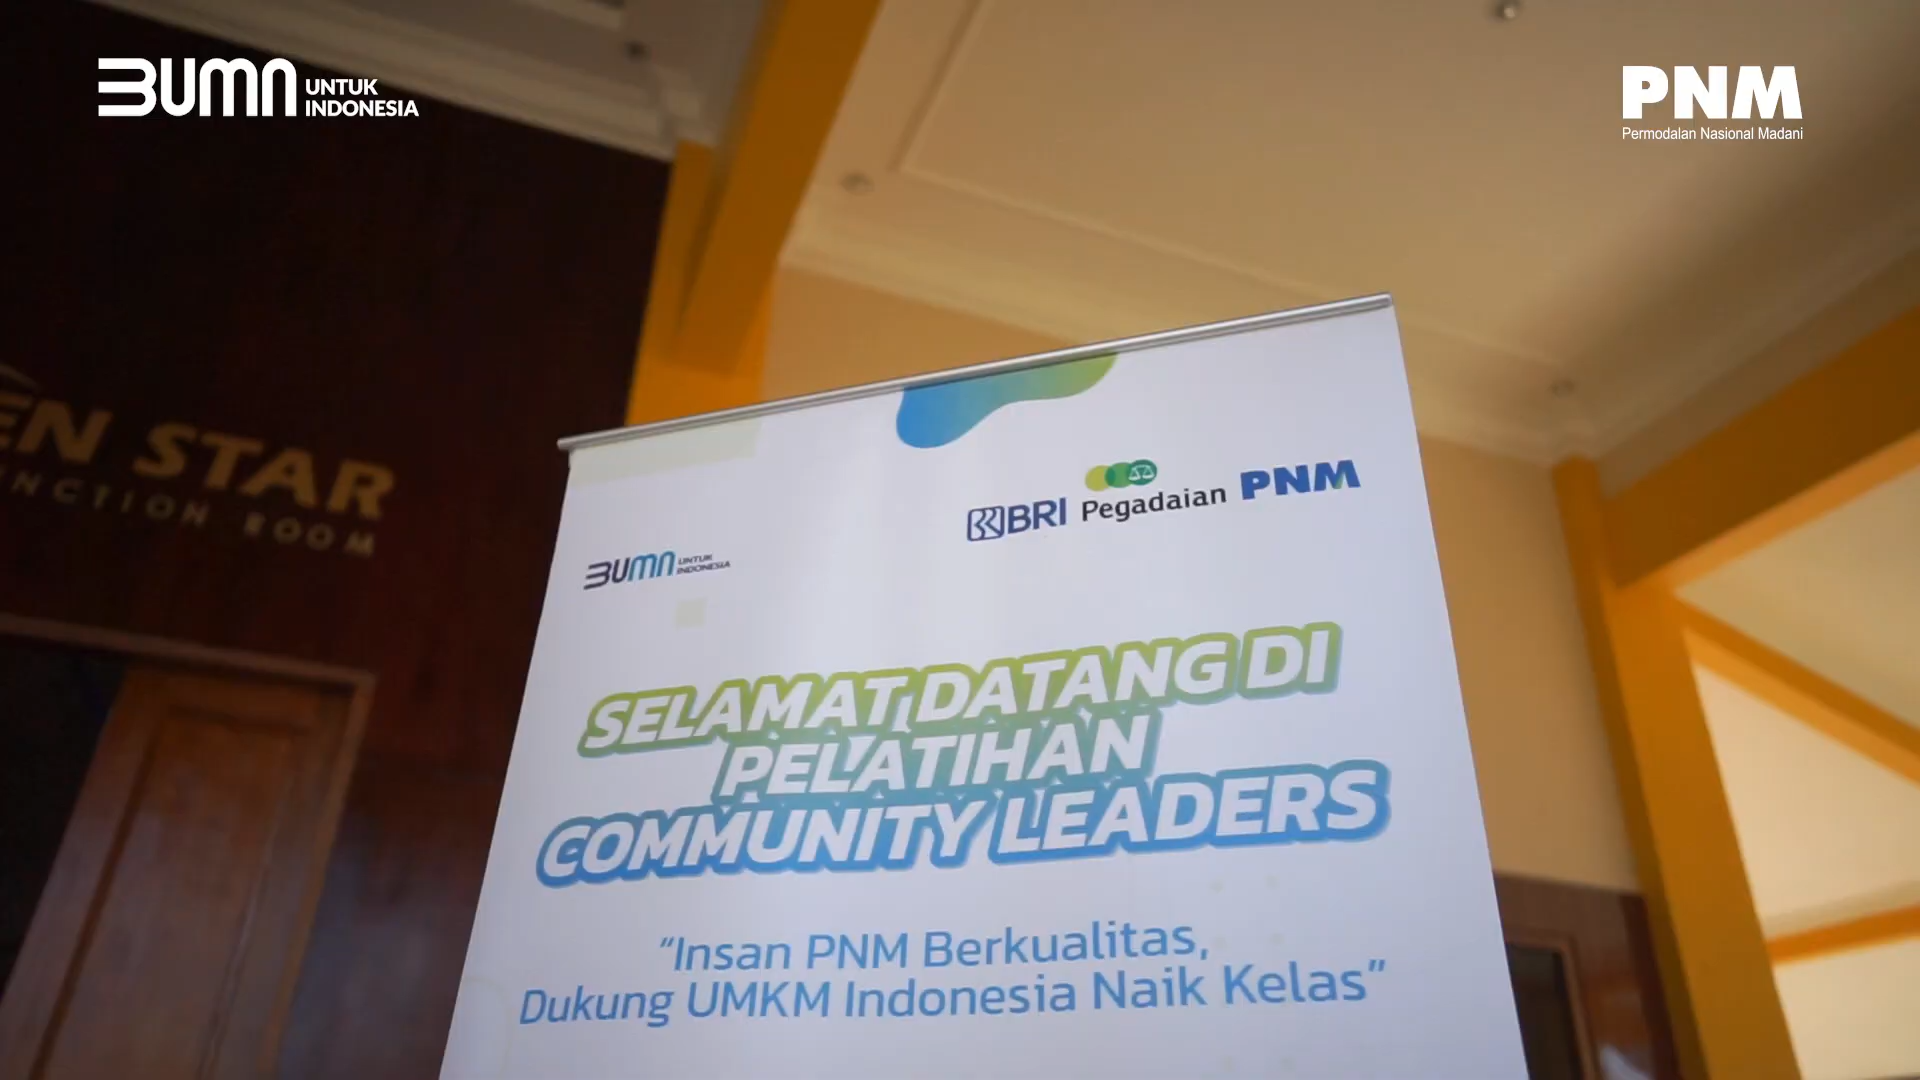 BUMN UNTUK
INDONESIA
PNM
Permodalan Nasional Madani
STAR
ROOM
BRI Pegadaian PNM
BUMN UNTUK
INDONESIA
SELAMAT DATANG DI
PELATIHAN
COMMUNITY LEADERS
"Insan PNM Berkualitas,
Dukung UMKM Indonesia Naik Kelas"